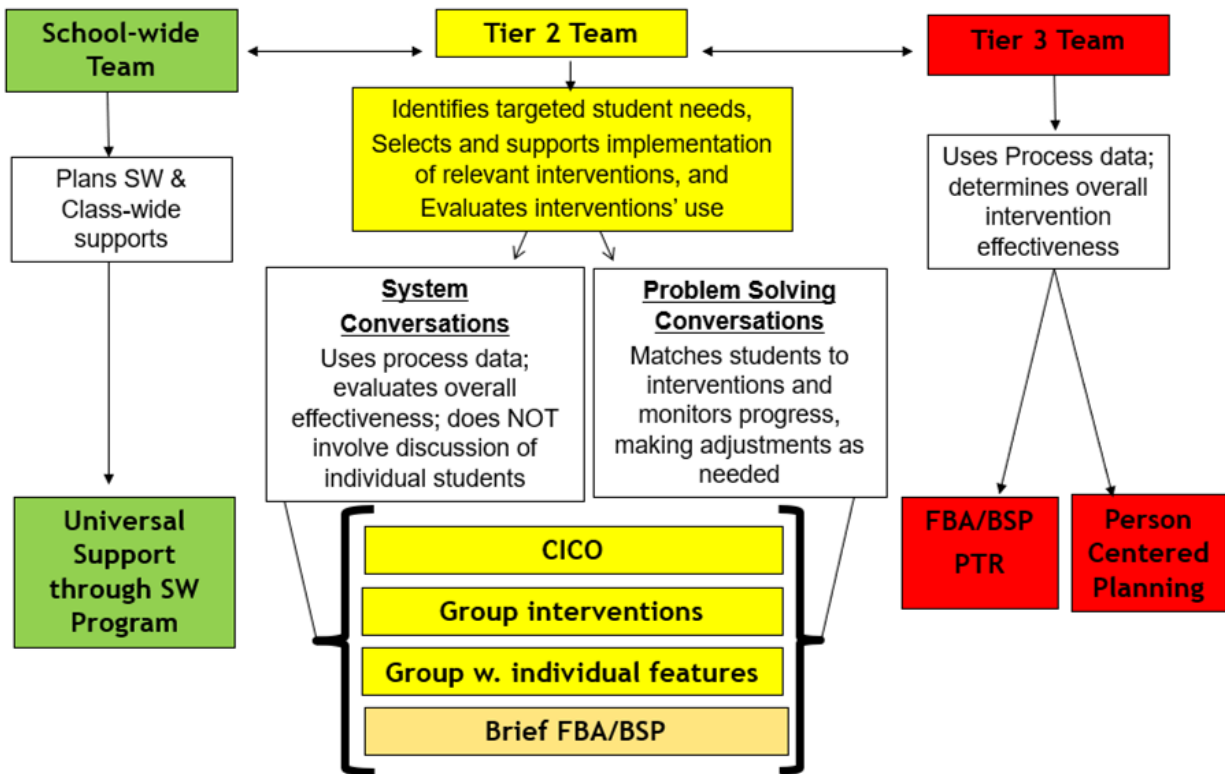 School-wide
Team
Tier 2 Team
Tier 3 Team
Identifies targeted student needs,
Selects and supports implementation
of relevant interventions, and
Evaluates interventions’ use
Plans SW &
Class-wide
supports
Uses Process data;
determines overall
intervention
effectiveness
System
Conversations
Uses process data;
evaluates overall
effectiveness; does NOT
involve discussion of
individual students
Problem Solving
Conversations
Matches students to
interventions and
monitors progress,
making adjustments as
needed
Universal
Support
through SW
Program
CICO
Group interventions
Group w. individual features
Brief FBA/BSP
FBA/BSP
PTR
Person
Centered
Planning